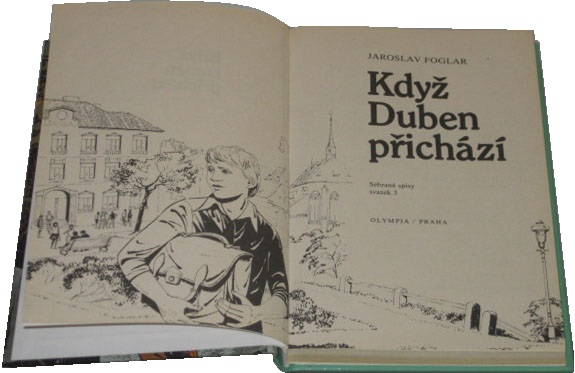 JAROSLAV FOGLAR
Když
Duben
přichází
Sebrané spisy
svazek 3
OLYMPIA / PRAHA